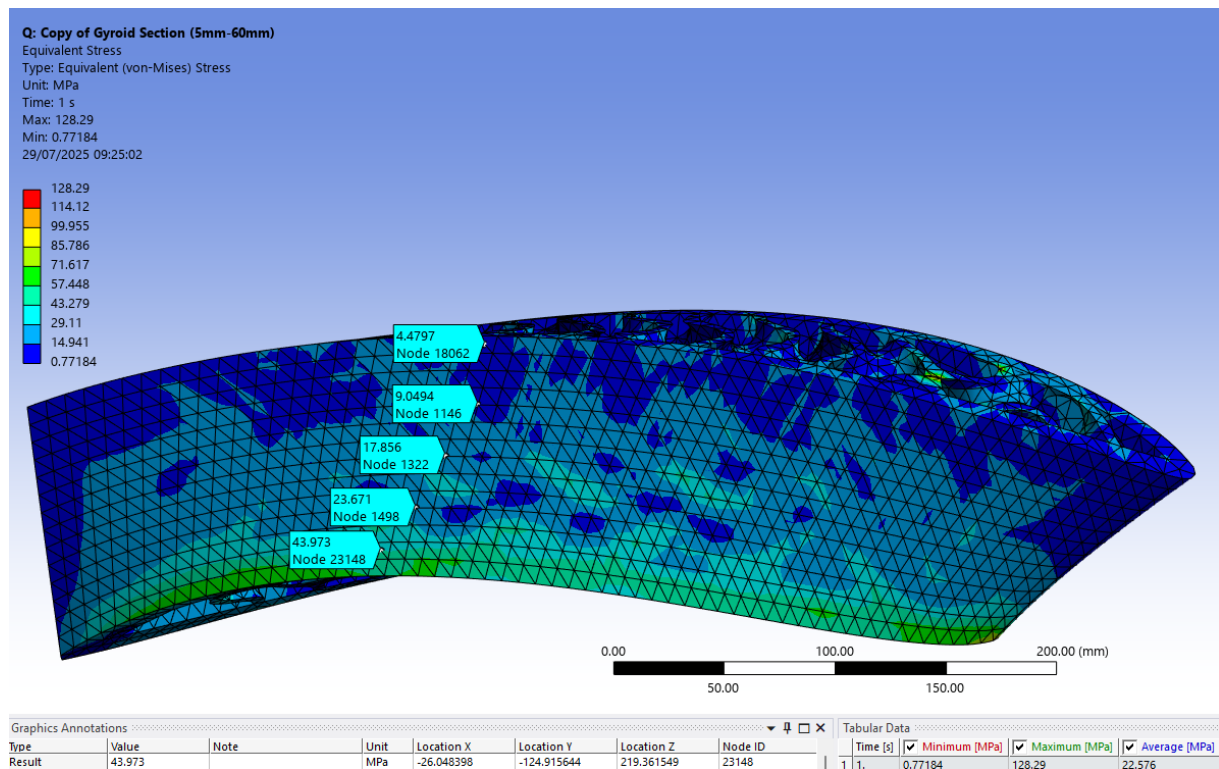 Q: Copy of Gyroid Section (5mm-60mm)
Equivalent Stress
Type: Equivalent (von-Mises) Stress
Unit: MPa
Time: 1 s
Max: 128.29
Min: 0.77184
29/07/2025 09:25:02
128.29
114.12
99.955
85.786
71.617
57.448
43.279
29.11
14.941
0.77184
4.4797
Node 18062
9.0494
Node 1146
17.856
Node 1322
23.671
Node 1498
43.973
Node 23148
0.00 100.00 200.00 (mm)
50.00 150.00
Graphics Annotations
Type Value Note Unit Location X Location Y Location Z Node ID
Result 43.973 MPa -26.048398 -124.915644 219.361549 23148
Tabular Data
Time [s] Minimum [MPa] Maximum [MPa] Average [MPa]
1 1. 0.77184 128.29 22.576